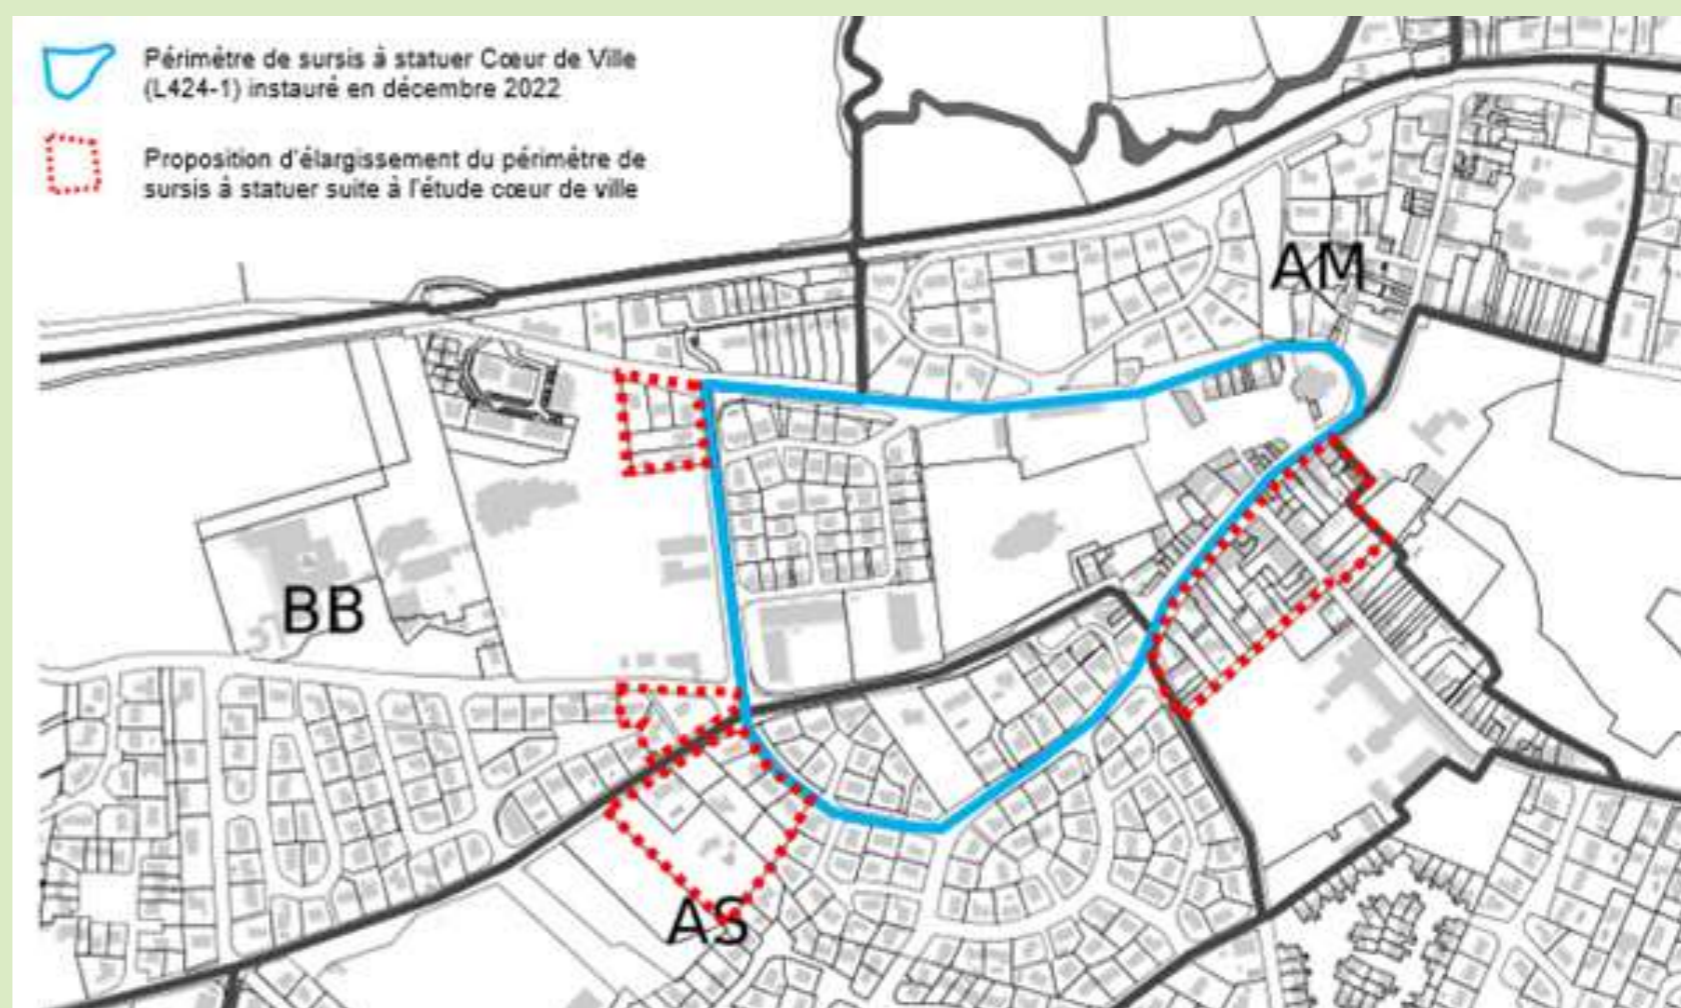 Périmètre de sursis à statuer Cœur de Ville
(L424-1) instauré en décembre 2022
Proposition d'élargissement du périmètre de
sursis à statuer suite à l'étude cœur de ville
AM
BB
AS